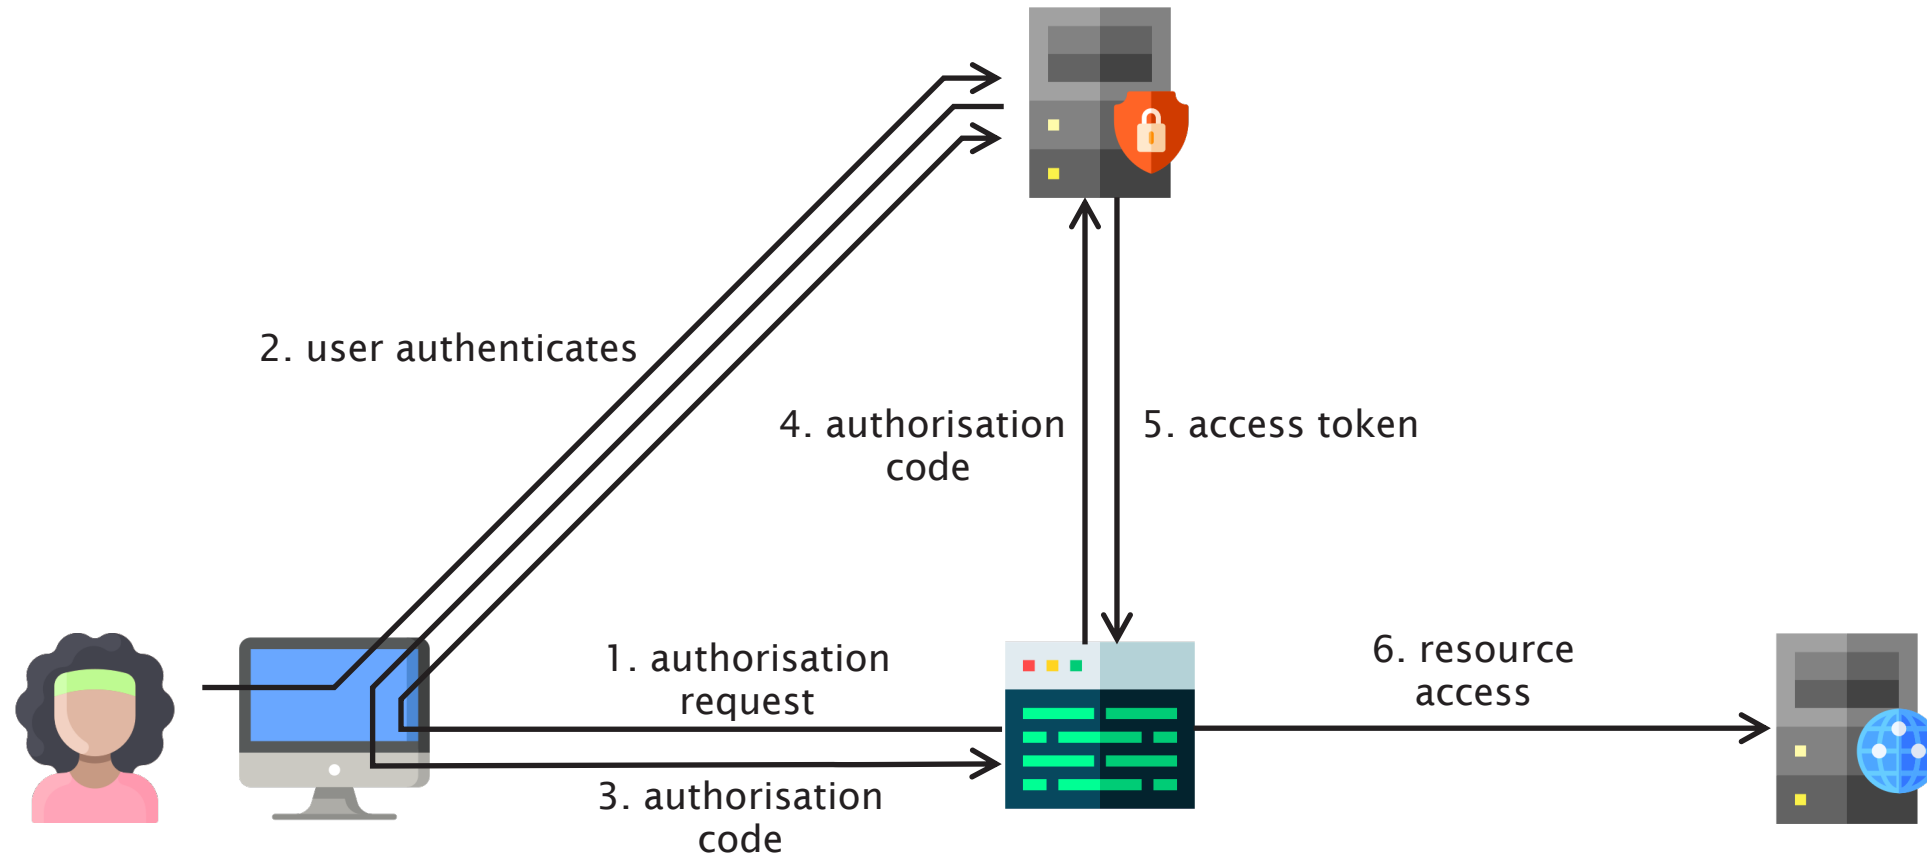 2. user authenticates
4. authorisation
code
5. access token
1. authorisation
request
6. resource
access
3. authorisation
code